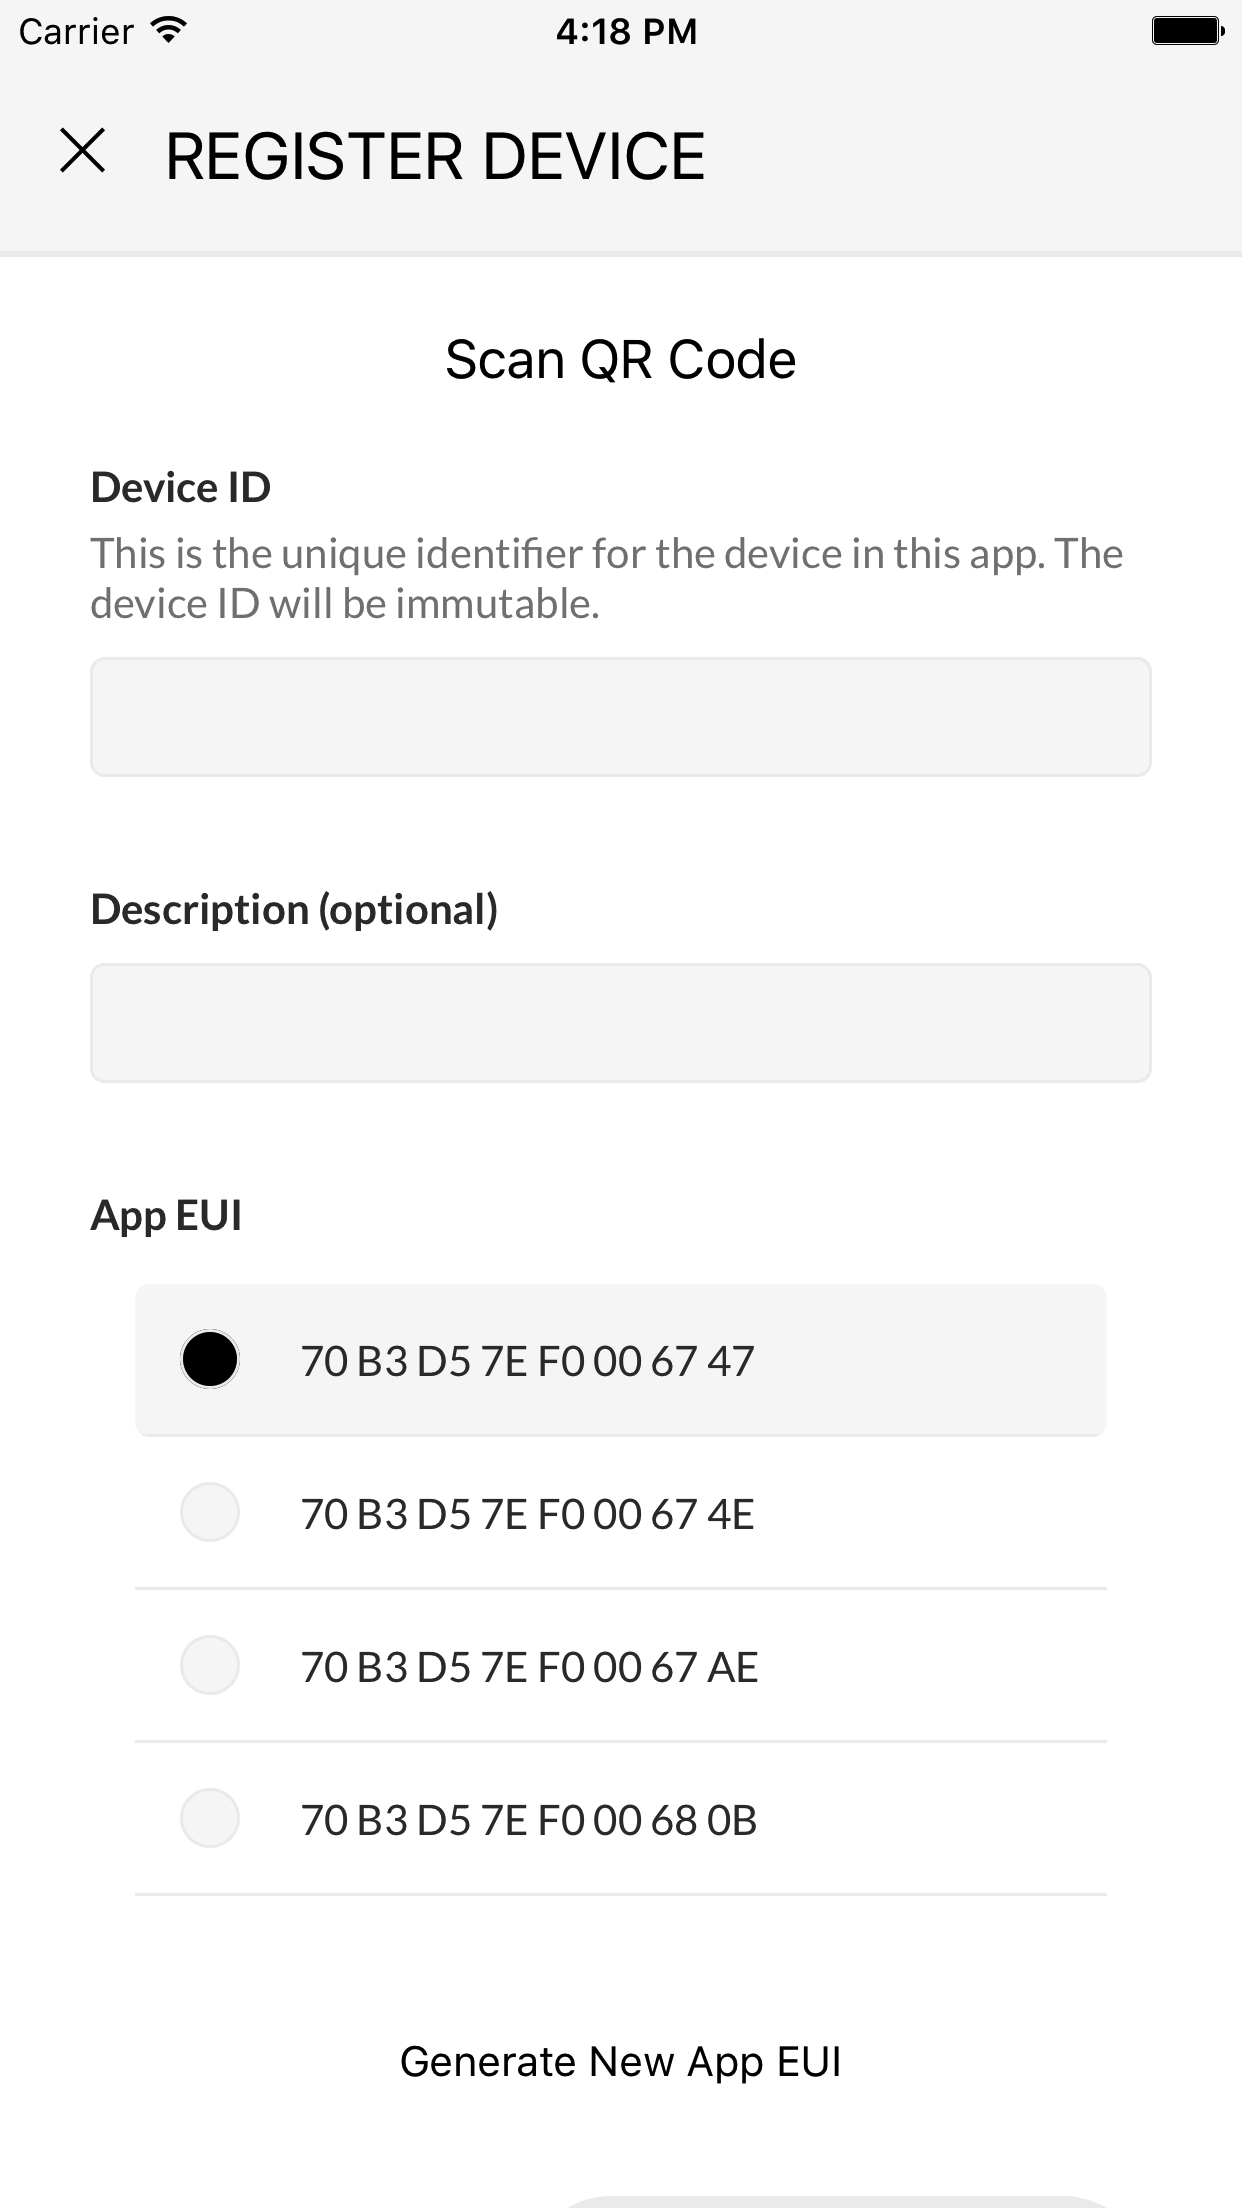 Carrier 4:18 PM
REGISTER DEVICE
Scan QR Code
Device ID
This is the unique identifier for the device in this app. The
device ID will be immutable.
Description (optional)
App EUI
70 B3 D5 7E F0 00 67 47
70 B3 D5 7E F0 00 67 4E
70 B3 D5 7E F0 00 67 AE
70 B3 D5 7E F0 00 68 0B
Generate New App EUI